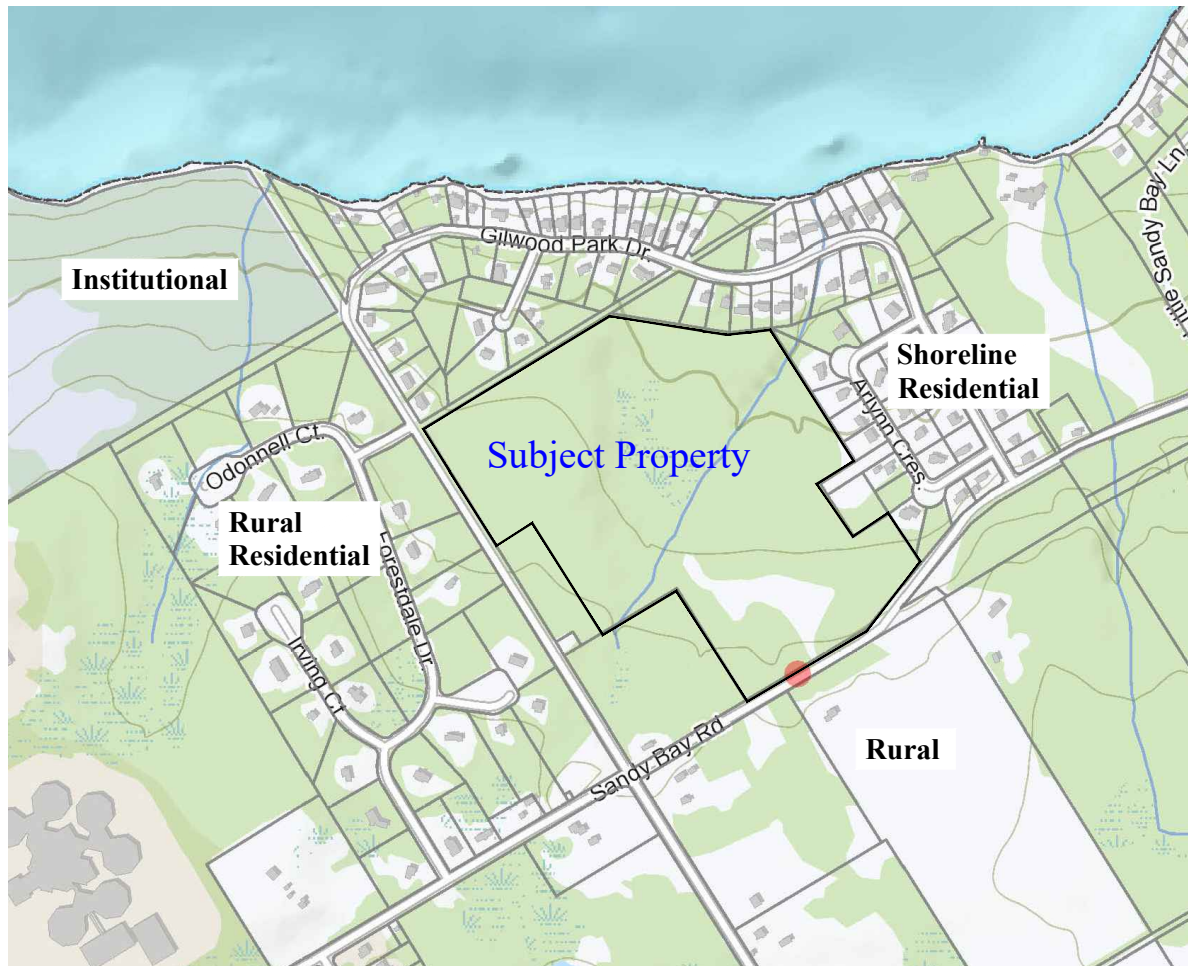 Gilwood Park Dr.
Little Sandy Bay Ln.
Institutional
Shoreline
Residential
Arlynn Cres.
Odonnell Ct.
Subject Property
Rural
Residential
Forestdale Dr.
Irving Ct
Sandy Bay Rd
Rural